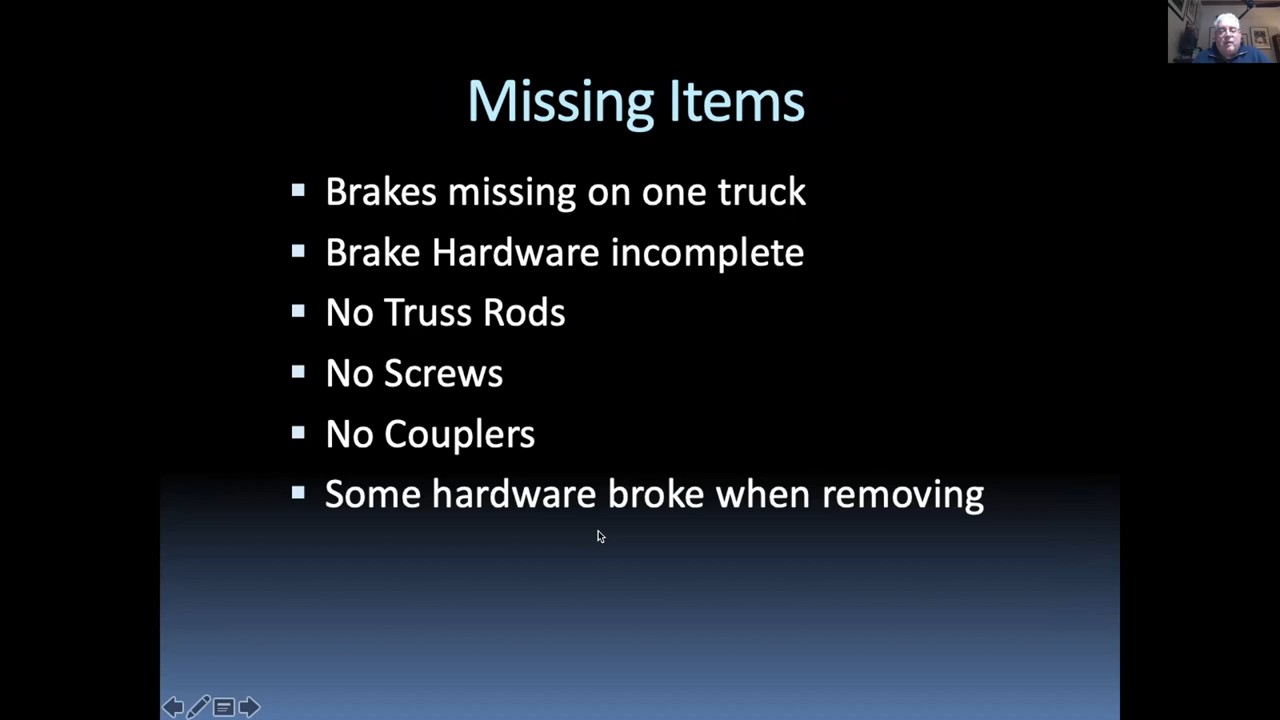 Missing Items
Brakes missing on one truck
Brake Hardware incomplete
No Truss Rods
No Screws
No Couplers
Some hardware broke when removing